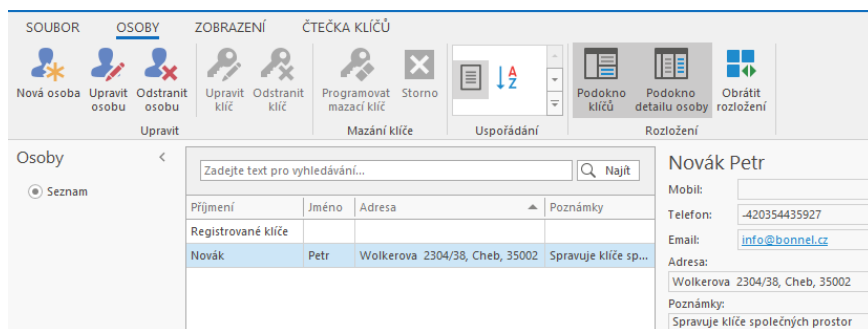 SOUBOR OSOBY ZOBRAZENÍ ČTEČKA KLÍČŮ
Nová osoba Upravit osobu Odstranit osobu Upravit klíč Odstranit klíč Programovat mazací klíč Storno Podokno klíčů Podokno detailu osoby Obrátit rozložení
Upravit Mazání klíče Uspořádání Rozložení
Osoby
Seznam
Zadejte text pro vyhledávání... Najít
Příjmení Jméno Adresa Poznámky
Registrované klíče
Novák Petr Wolkerova 2304/38, Cheb, 35002 Spravuje klíče sp...
Novák Petr
Mobil:
Telefon: -420354435927
Email: info@bonnel.cz
Adresa:
Wolkerova 2304/38, Cheb, 35002
Poznámky:
Spravuje klíče společných prostor